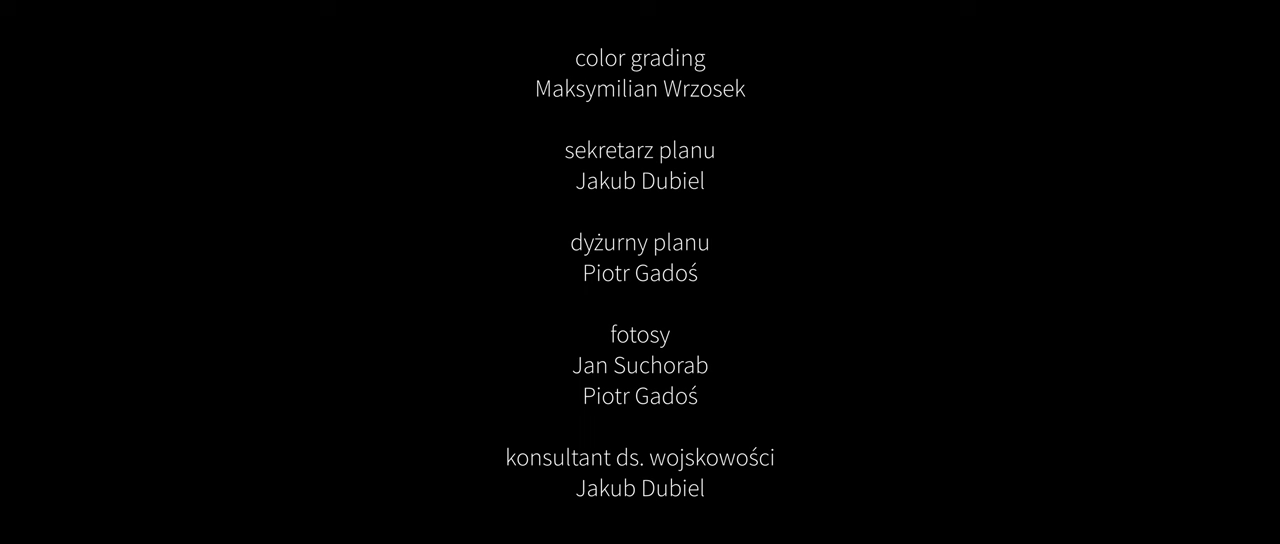 color grading
Maksymilian Wrzosek
sekretarz planu
Jakub Dubiel
dyżurny planu
Piotr Gadoś
fotosy
Jan Suchorab
Piotr Gadoś
konsultant ds. wojskowości
Jakub Dubiel